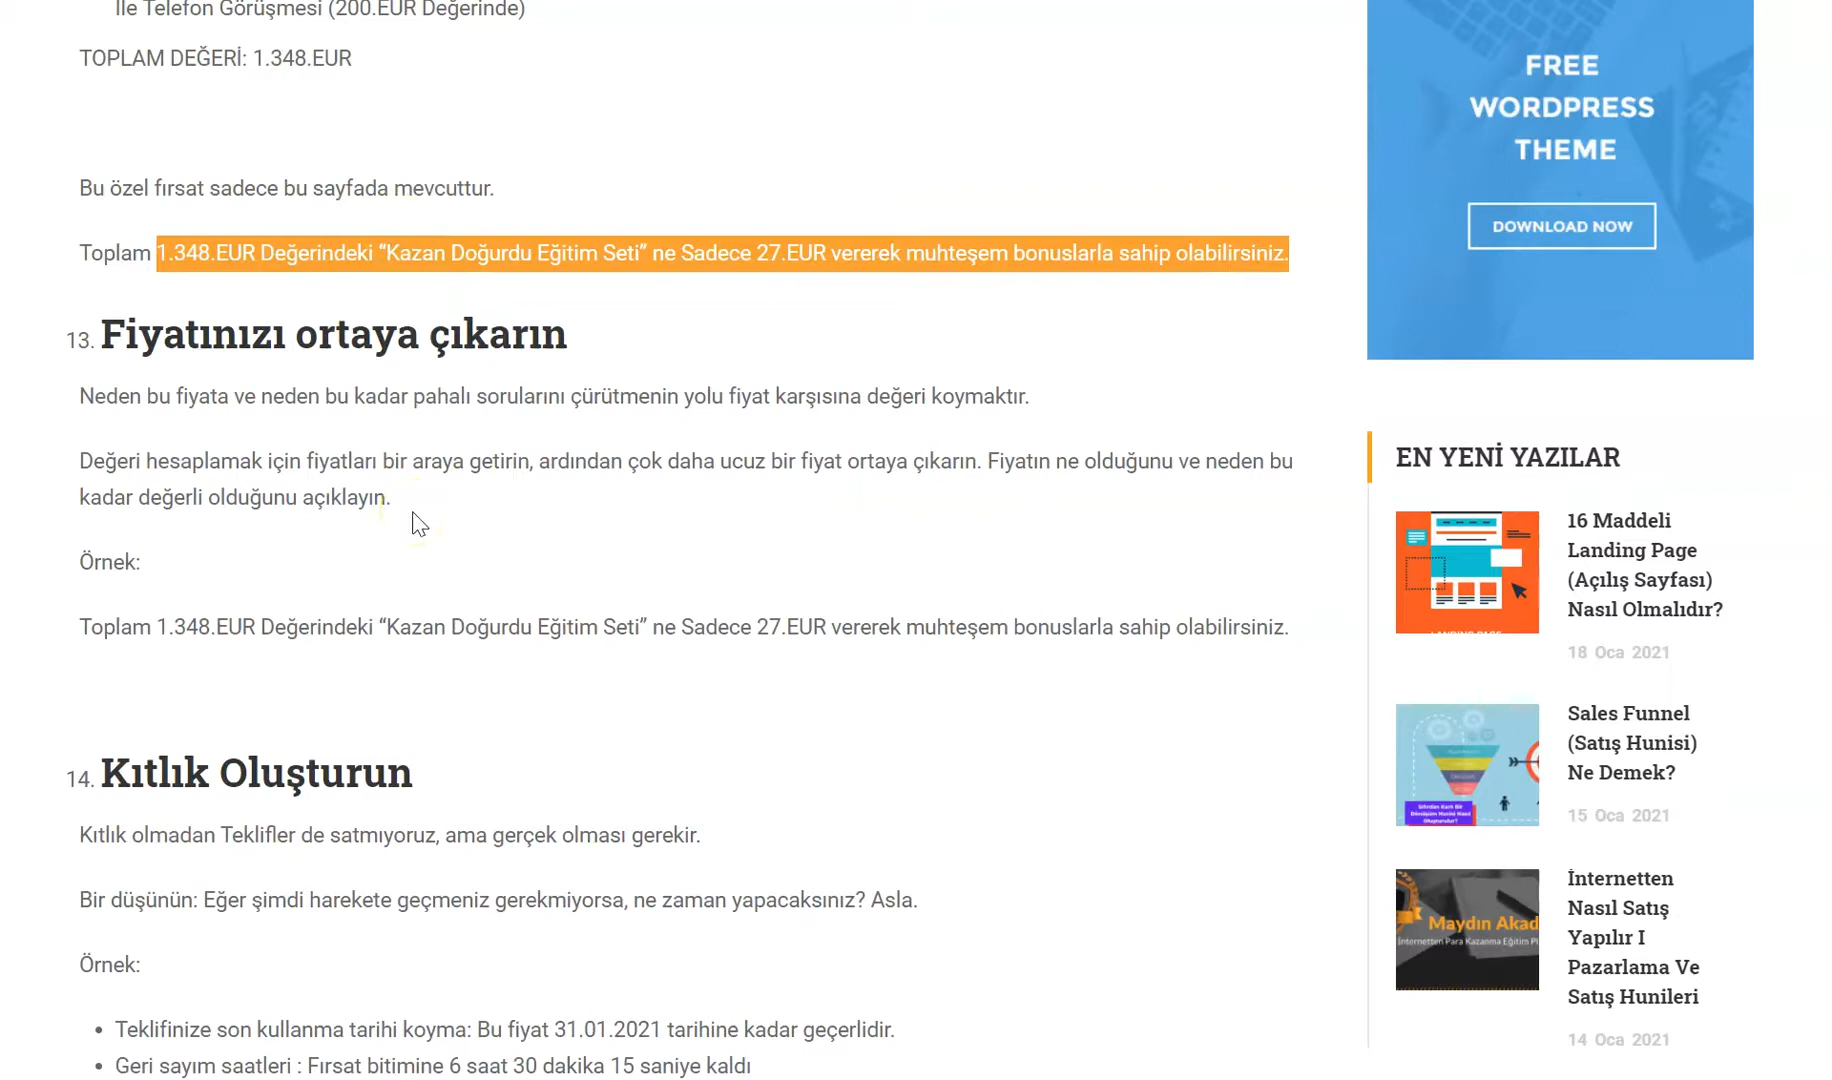 İle Telefon Görüşmesi (200.EUR Değerinde)
TOPLAM DEĞERİ: 1.348.EUR
Bu özel fırsat sadece bu sayfada mevcuttur.
Toplam 1.348.EUR Değerindeki “Kazan Doğurdu Eğitim Seti” ne Sadece 27.EUR vererek muhteşem bonuslarla sahip olabilirsiniz.
13. Fiyatınızı ortaya çıkarın
Neden bu fiyata ve neden bu kadar pahalı sorularını çürütmenin yolu fiyat karşısına değeri koymaktır.
Değeri hesaplamak için fiyatları bir araya getirin, ardından çok daha ucuz bir fiyat ortaya çıkarın. Fiyatın ne olduğunu ve neden bu
kadar değerli olduğunu açıklayın.
Örnek:
Toplam 1.348.EUR Değerindeki “Kazan Doğurdu Eğitim Seti” ne Sadece 27.EUR vererek muhteşem bonuslarla sahip olabilirsiniz.
14. Kıtlık Oluşturun
Kıtlık olmadan Teklifler de satmıyoruz, ama gerçek olması gerekir.
Bir düşünün: Eğer şimdi harekete geçmeniz gerekmiyorsa, ne zaman yapacaksınız? Asla.
Örnek:
• Teklifinize son kullanma tarihi koyma: Bu fiyat 31.01.2021 tarihine kadar geçerlidir.
• Geri sayım saatleri : Fırsat bitimine 6 saat 30 dakika 15 saniye kaldı
FREE
WORDPRESS
THEME
DOWNLOAD NOW
EN YENİ YAZILAR
16 Maddeli
Landing Page
(Açılış Sayfası)
Nasıl Olmalıdır?
18 Oca 2021
Sales Funnel
(Satış Hunisi)
Ne Demek?
15 Oca 2021
Maydın Akad
İnternetten Para Kazanma Eğitim
İnternetten
Nasıl Satış
Yapılır I
Pazarlama Ve
Satış Hunileri
14 Oca 2021